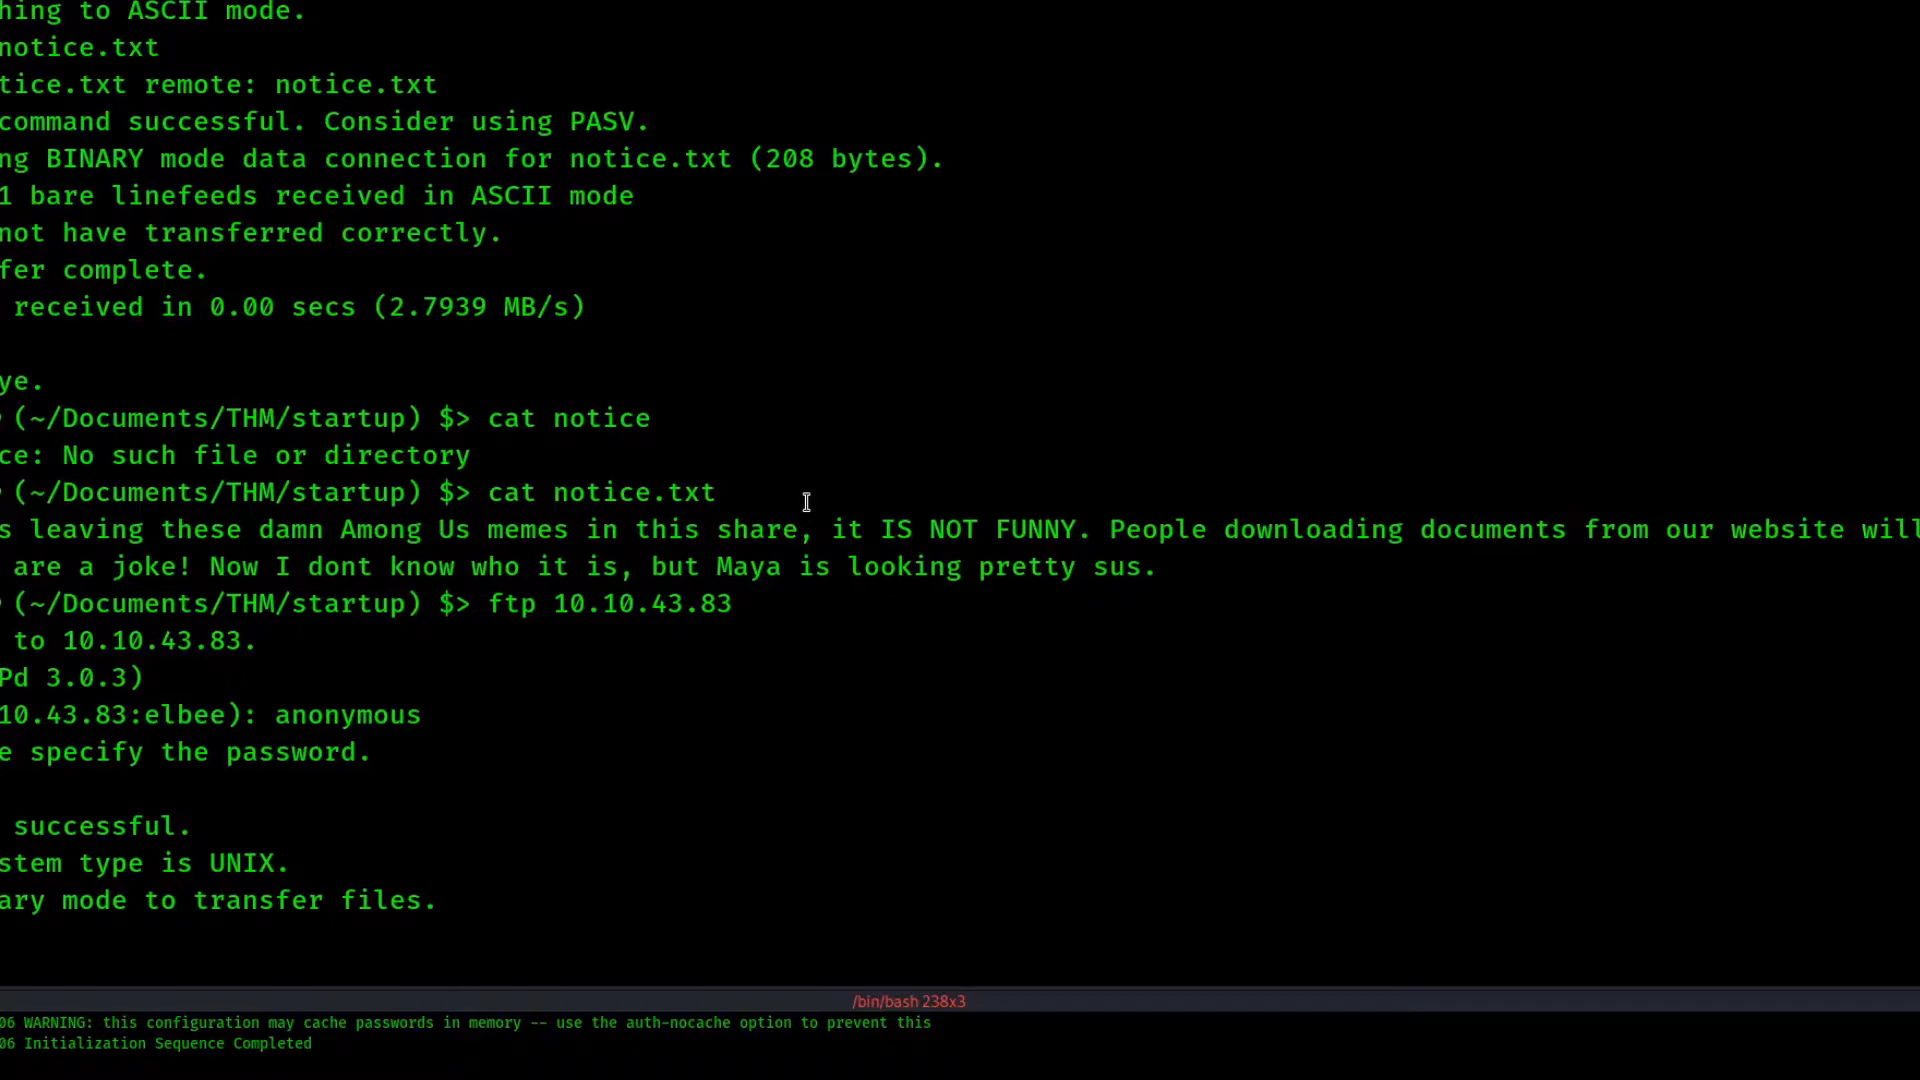 hing to ASCII mode.
notice.txt
tice.txt remote: notice.txt
command successful. Consider using PASV.
ng BINARY mode data connection for notice.txt (208 bytes).
1 bare linefeeds received in ASCII mode
not have transferred correctly.
fer complete.
received in 0.00 secs (2.7939 MB/s)
ye.
(~/Documents/THM/startup) $> cat notice
ce: No such file or directory
(~/Documents/THM/startup) $> cat notice.txt
s leaving these damn Among Us memes in this share, it IS NOT FUNNY. People downloading documents from our website will
are a joke! Now I dont know who it is, but Maya is looking pretty sus.
(~/Documents/THM/startup) $> ftp 10.10.43.83
to 10.10.43.83.
Pd 3.0.3)
10.43.83:elbee): anonymous
e specify the password.
successful.
stem type is UNIX.
ary mode to transfer files.
/bin/bash 238x3
06 WARNING: this configuration may cache passwords in memory -- use the auth-nocache option to prevent this
06 Initialization Sequence Completed